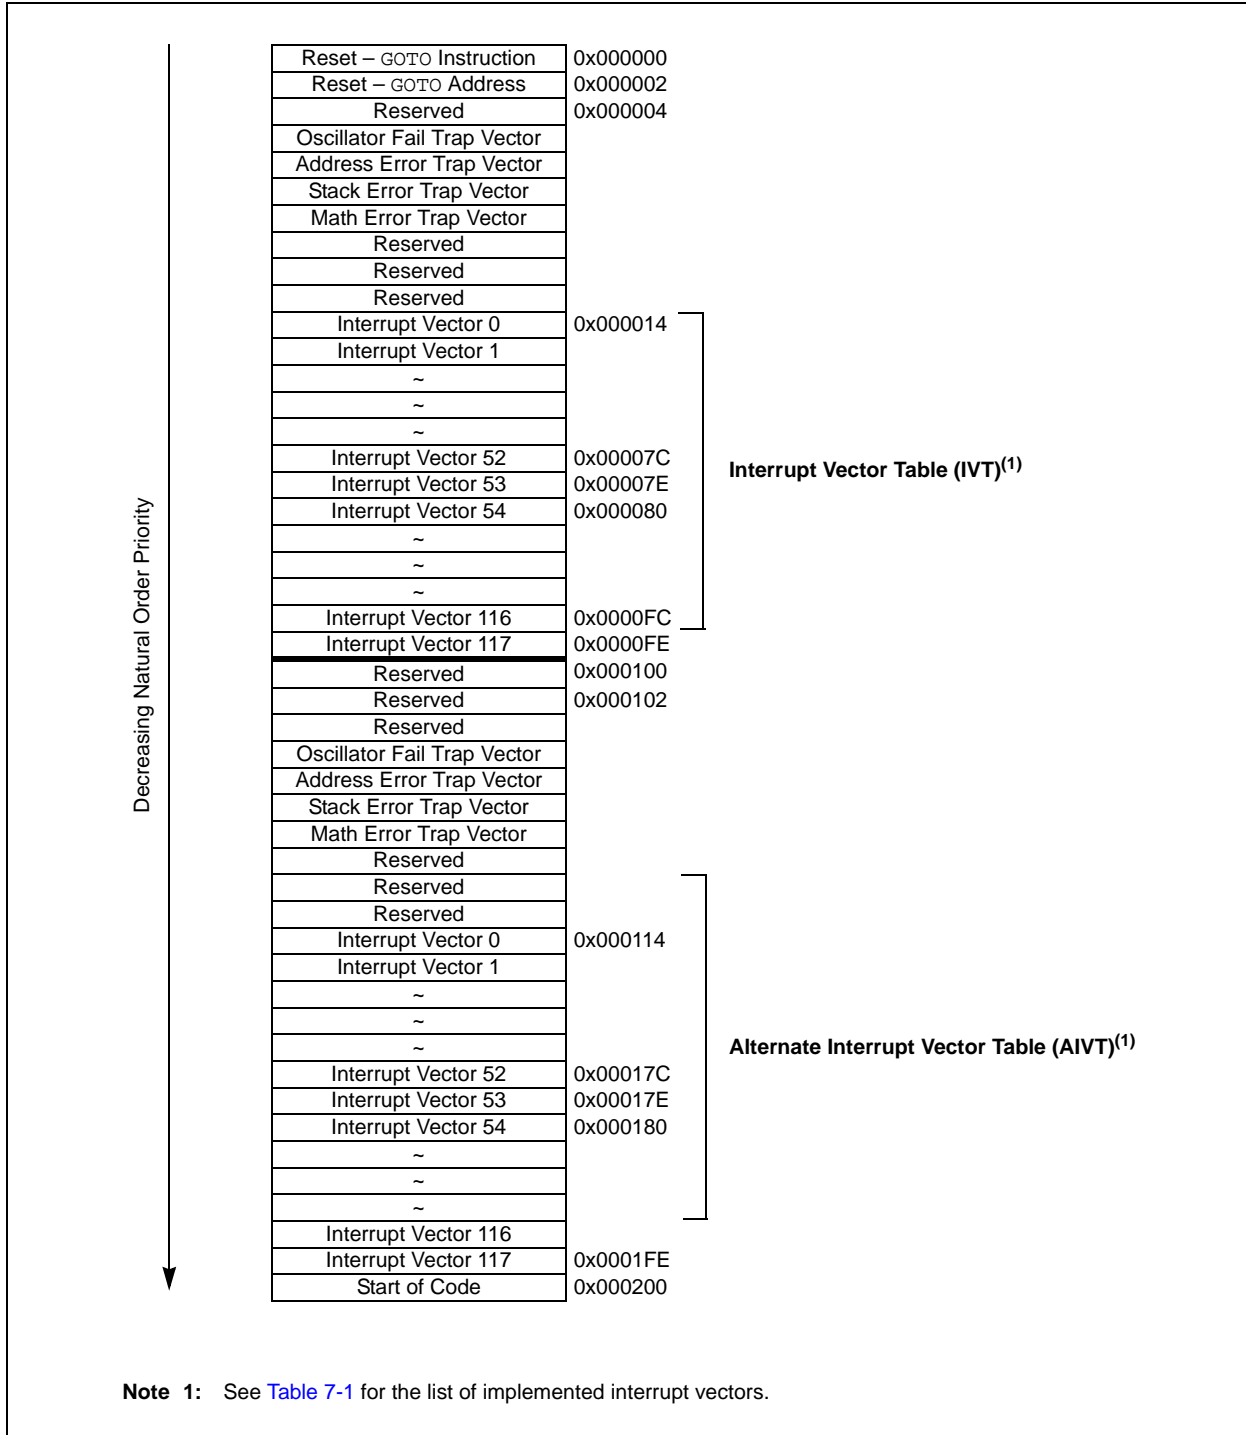 Reset – GOTO Instruction 0x000000
Reset – GOTO Address 0x000002
Reserved 0x000004
Oscillator Fail Trap Vector
Address Error Trap Vector
Stack Error Trap Vector
Math Error Trap Vector
Reserved
Reserved
Reserved
Interrupt Vector 0 0x000014
Interrupt Vector 1
~
~
~
Interrupt Vector 52 0x00007C
Interrupt Vector 53 0x00007E
Interrupt Vector 54 0x000080
~
~
~
Interrupt Vector 116 0x0000FC
Interrupt Vector 117 0x0000FE
Interrupt Vector Table (IVT)(1)
Decreasing Natural Order Priority
Reserved 0x000100
Reserved 0x000102
Reserved
Oscillator Fail Trap Vector
Address Error Trap Vector
Stack Error Trap Vector
Math Error Trap Vector
Reserved
Reserved
Reserved
Interrupt Vector 0 0x000114
Interrupt Vector 1
~
~
~
Interrupt Vector 52 0x00017C
Interrupt Vector 53 0x00017E
Interrupt Vector 54 0x000180
~
~
~
Interrupt Vector 116
Interrupt Vector 117 0x0001FE
Start of Code 0x000200
Alternate Interrupt Vector Table (AIVT)(1)
Note 1: See Table 7-1 for the list of implemented interrupt vectors.